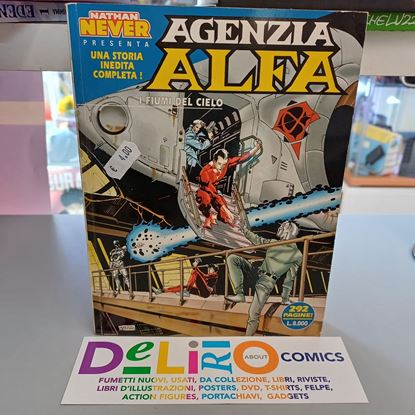 NATHAN
NEVER
PRESENTA
UNA STORIA
INEDITA
COMPLETA !
AGENZIA
ALFA
I FIUMI DEL CIELO
€ 4,00
292
PAGINE!
L. 8.000
DeLiRiO
ABOUT
COMICS
FUMETTI NUOVI, USATI, DA COLLEZIONE, LIBRI, RIVISTE,
LIBRI D'ILLUSTRAZIONI, POSTERS, DVD, T-SHIRTS, FELPE,
ACTION FIGURES, PORTACHIAVI, GADGETS